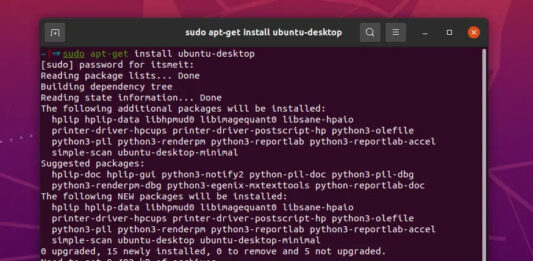 sudo apt-get install ubuntu-desktop
sudo apt-get install ubuntu-desktop
[sudo] password for itsmeit:
Reading package lists... Done
Building dependency tree
Reading state information... Done
The following additional packages will be installed:
hplip hplip-data libhpmud0 libimagequant0 libsane-hpaio
printer-driver-hpcups printer-driver-postscript-hp python3-olefile
python3-pil python3-renderpm python3-reportlab python3-reportlab-accel
simple-scan ubuntu-desktop-minimal
Suggested packages:
hplip-doc hplip-gui python3-notify2 python-pil-doc python3-pil-dbg
python3-renderpm-dbg python3-egenix-mxtexttools python-reportlab-doc
The following NEW packages will be installed:
hplip hplip-data libhpmud0 libimagequant0 libsane-hpaio
printer-driver-hpcups printer-driver-postscript-hp python3-olefile
python3-pil python3-renderpm python3-reportlab python3-reportlab-accel
simple-scan ubuntu-desktop ubuntu-desktop-minimal
0 upgraded, 15 newly installed, 0 to remove and 5 not upgraded.